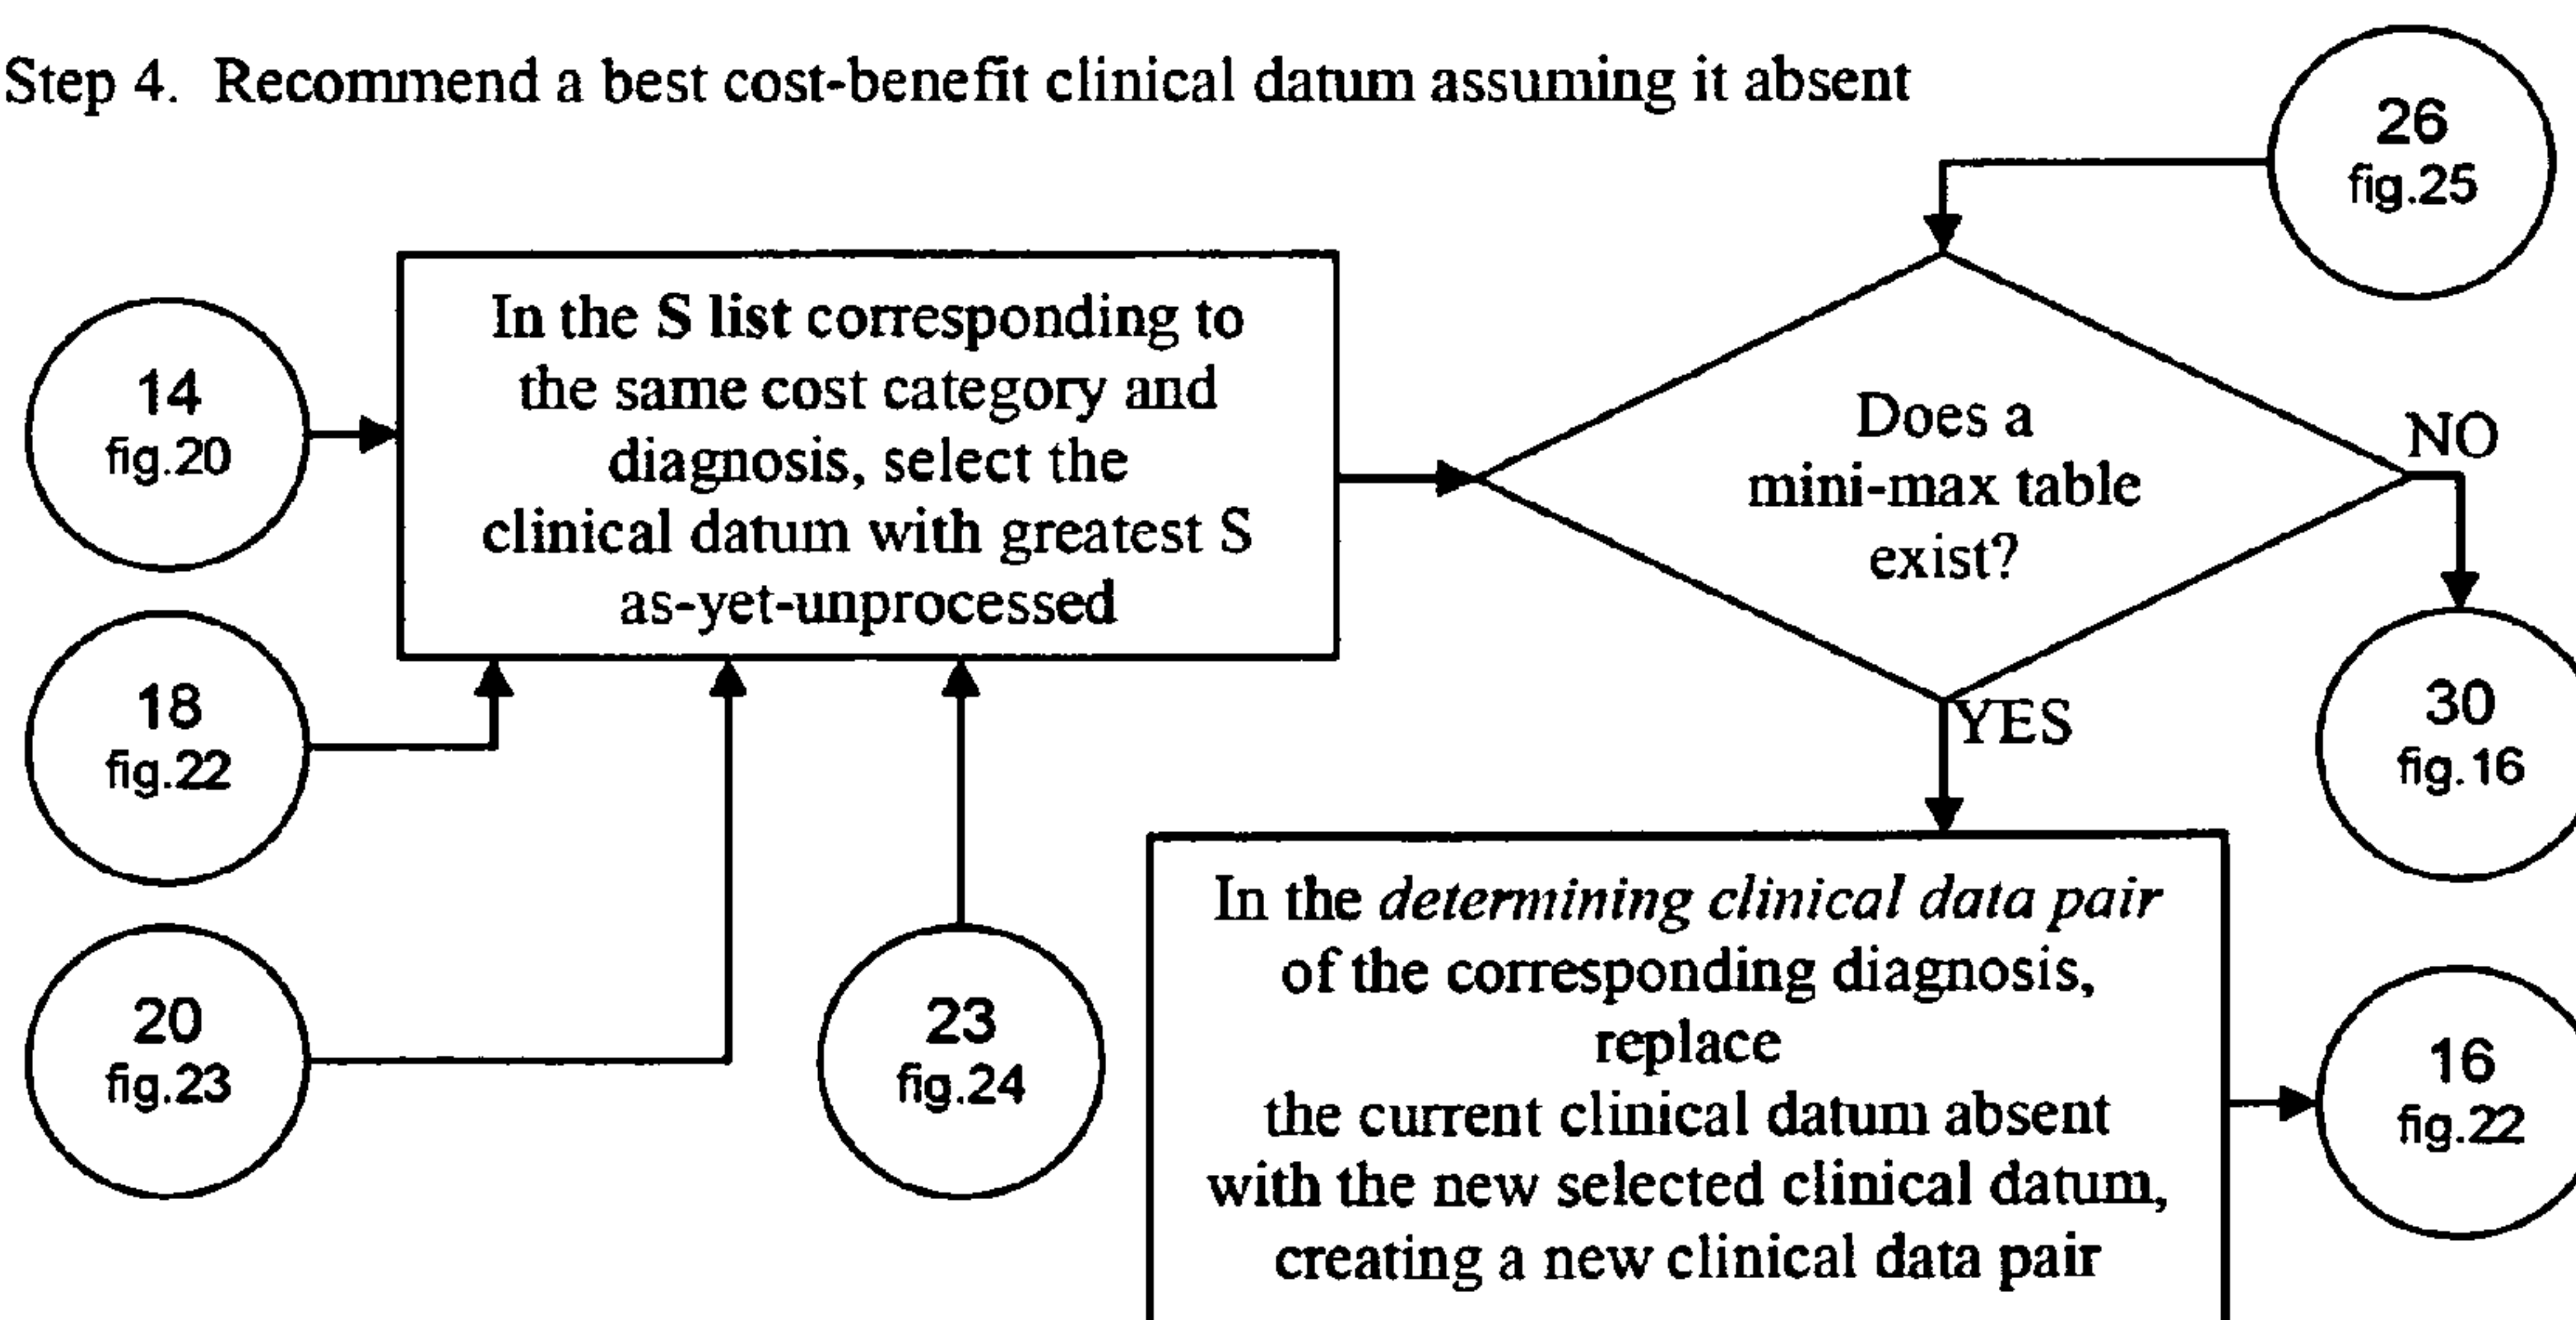 Step 4. Recommend a best cost-benefit clinical datum assuming it absent
26
fig.25
In the S list corresponding to
the same cost category and
diagnosis, select the
clinical datum with greatest S
as-yet-unprocessed
14
fig.20
Does a
mini-max table
exist?
NO
18
fig.22
30
fig.16
YES
20
fig.23
23
fig.24
In the determining clinical data pair
of the corresponding diagnosis,
replace
the current clinical datum absent
with the new selected clinical datum,
creating a new clinical data pair
16
fig.22